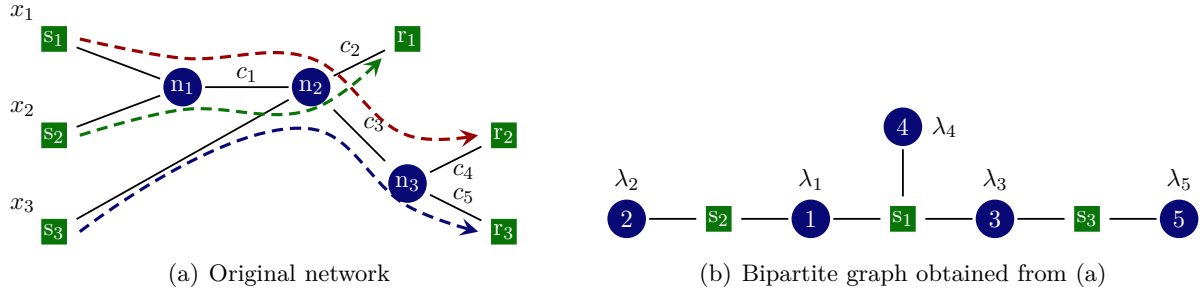 x₁
s₁
r₁
c₂
c₁
n₁
n₂
x₂
s₂
c₃
r₂
c₄
n₃
c₅
x₃
s₃
r₃
(a) Original network
4
λ₄
λ₂
λ₁
λ₃
λ₅
2
s₂
1
s₁
3
s₃
5
(b) Bipartite graph obtained from (a)